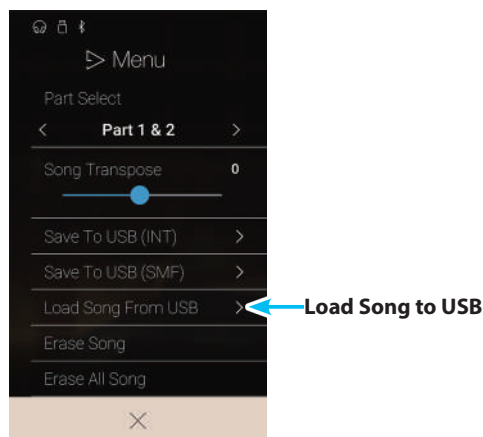 Menu
Part Select
< Part 1 & 2 >
Song Transpose 0
Save To USB (INT) >
Save To USB (SMF) >
Load Song From USB >
Load Song to USB
Erase Song
Erase All Song